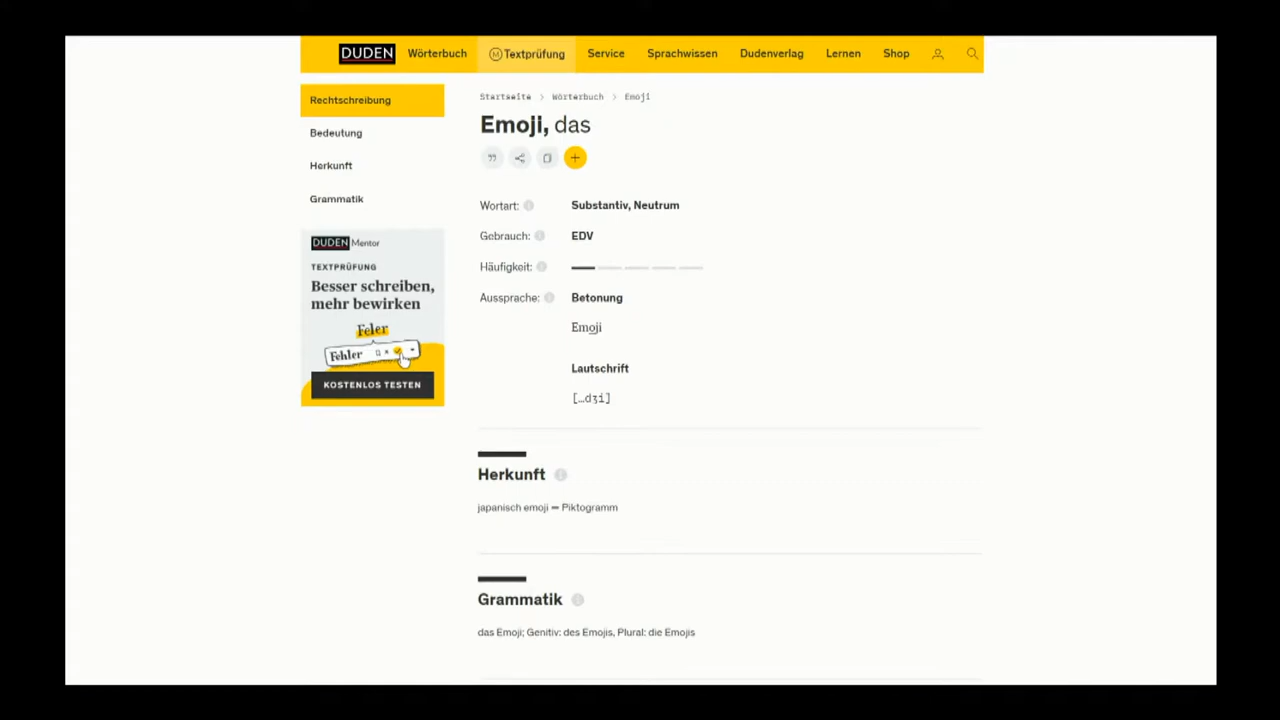 DUDEN Wörterbuch Textprüfung Service Sprachwissen Dudenverlag Lernen Shop
Rechtschreibung
Bedeutung
Herkunft
Grammatik
DUDEN Mentor
TEXTPRÜFUNG
Besser schreiben,
mehr bewirken
Feler
Fehler
KOSTENLOS TESTEN
Startseite > Wörterbuch > Emoji
Emoji, das
Wortart: Substantiv, Neutrum
Gebrauch: EDV
Häufigkeit:
Aussprache: Betonung
Emoji
Lautschrift
[…dʒi]
Herkunft
japanisch emoji = Piktogramm
Grammatik
das Emoji; Genitiv: des Emojis, Plural: die Emojis